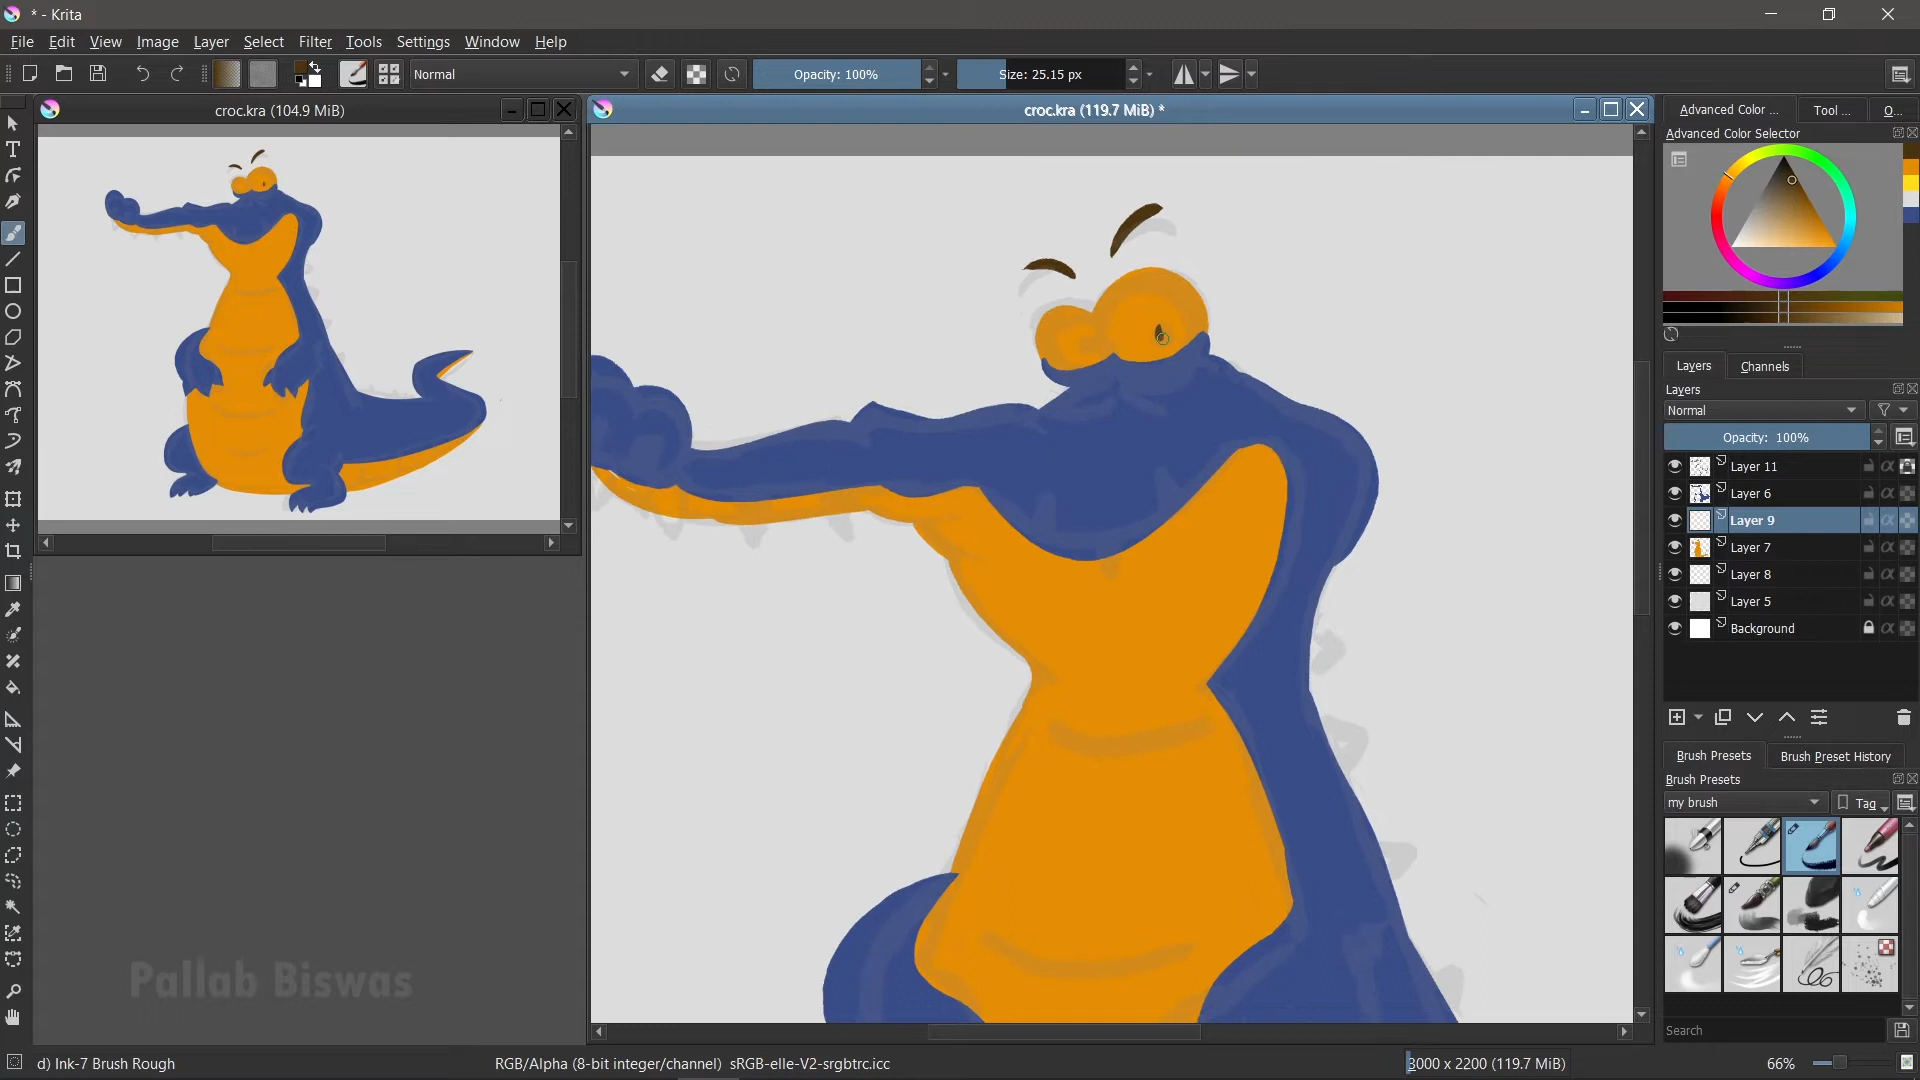 * - Krita
File Edit View Image Layer Select Filter Tools Settings Window Help
Normal
Opacity: 100%
Size: 25.15 px
croc.kra (104.9 MiB)
croc.kra (119.7 MiB) *
Advanced Color ...
Tool ...
O...
Advanced Color Selector
Layers
Channels
Layers
Normal
Opacity: 100%
Layer 11
Layer 6
Layer 9
Layer 7
Layer 8
Layer 5
Background
Brush Presets
Brush Preset History
Brush Presets
my brush
Tag
Search
Pallab Biswas
d) Ink-7 Brush Rough
RGB/Alpha (8-bit integer/channel) sRGB-elle-V2-srgbtrc.icc
3000 x 2200 (119.7 MiB)
66%